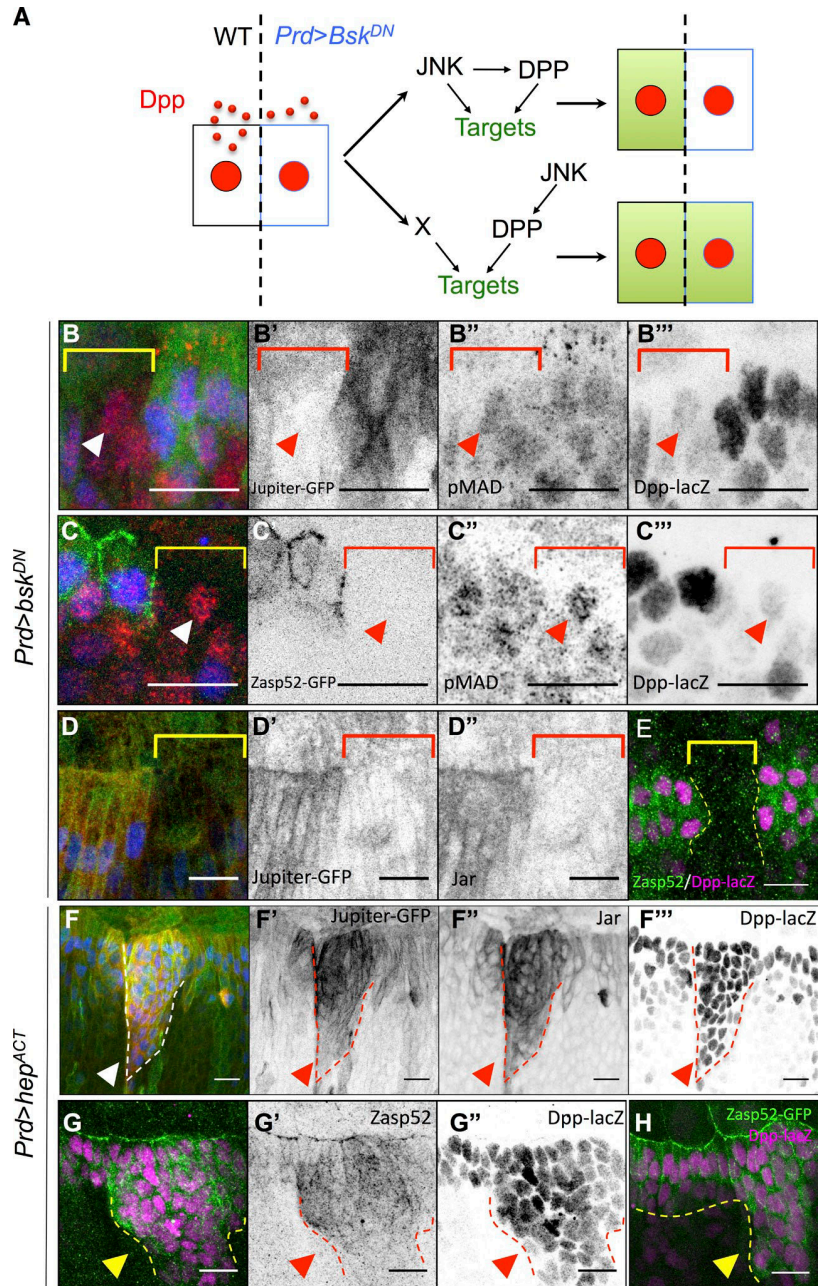 A
WT
Prd>Bsk^DN
Dpp
JNK
DPP
Targets
JNK
X
DPP
Targets
Prd>bsk^DN
B
B'
Jupiter-GFP
B''
pMAD
B'''
Dpp-lacZ
C
C'
Zasp52-GFP
C''
pMAD
C'''
Dpp-lacZ
D
D'
Jupiter-GFP
D''
Jar
E
Zasp52/Dpp-lacZ
Prd>hep^ACT
F
F'
Jupiter-GFP
F''
Jar
F'''
Dpp-lacZ
G
G'
Zasp52
G''
Dpp-lacZ
H
Zasp52-GFP
Dpp-lacZ